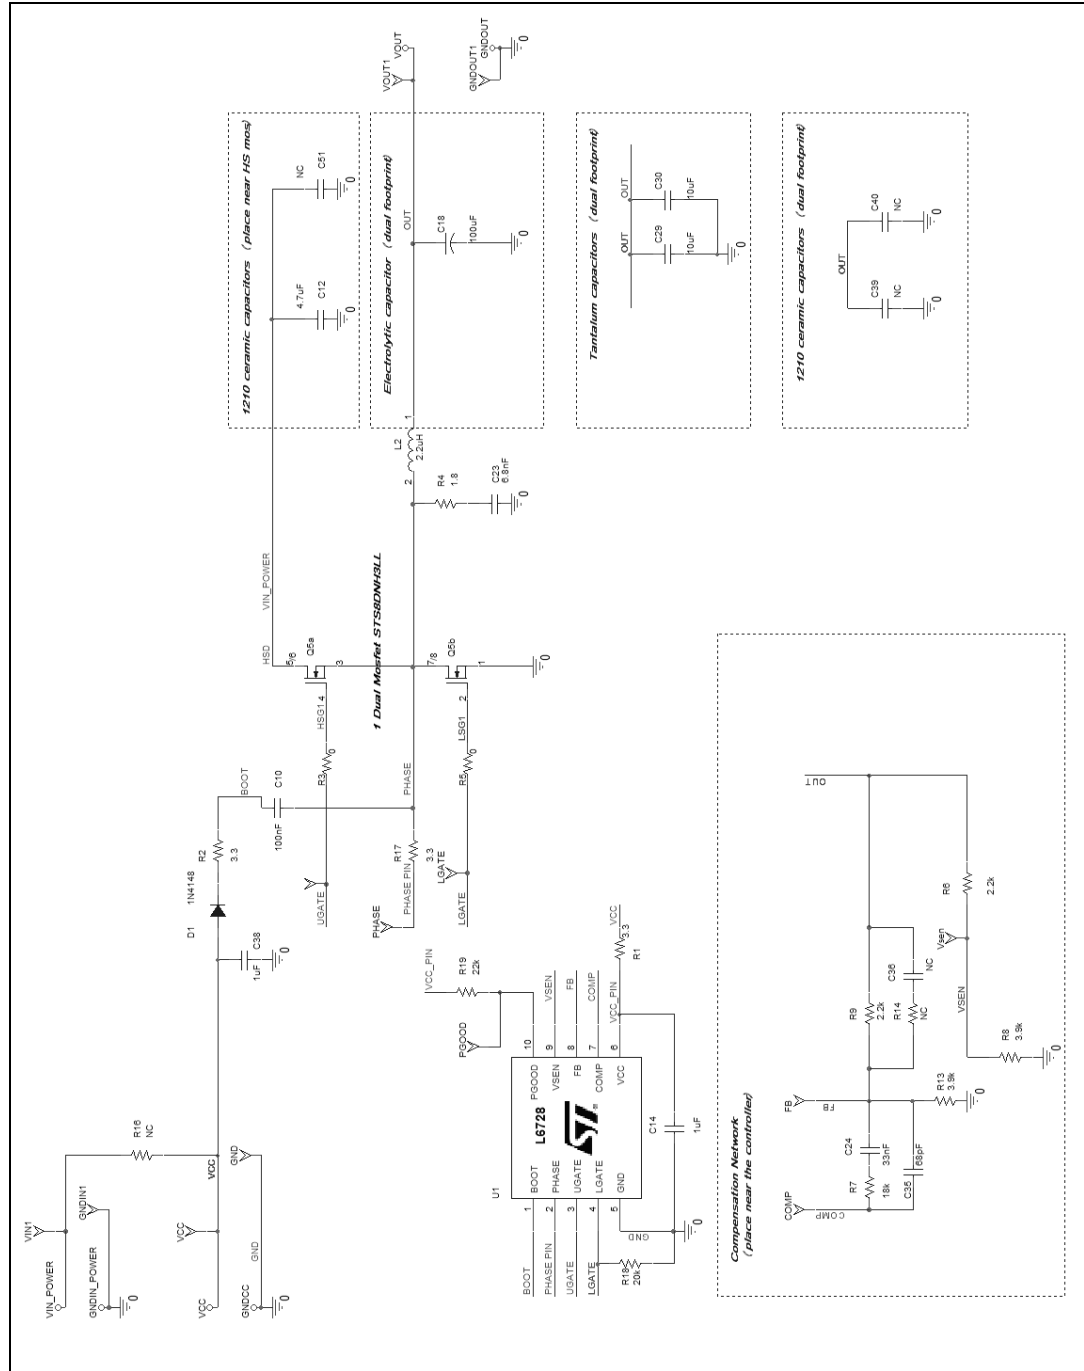 VIN1
VIN_POWER
GNDIN1
GNDIN_POWER
0
R16
NC
VCC
VCC
VCC
GND
GND
GNDCC
0
D1
1N4148
R2
3.3
BOOT
C38
1uF
0
C10
100nF
UGATE
R3
0
HSG1
4
HSD
5/6
Q5a
3
VIN_POWER
1 Dual Mosfet STS8DNH3LL
PHASE
PHASE PIN
R17
3.3
PHASE
LGATE
LGATE
R5
0
LSG1
2
7/8
Q5b
1
0
L2
2.2uH
2
1
R4
1.8
C23
6.8nF
0
1210 ceramic capacitors (place near HS mos)
4.7uF
C12
0
NC
C51
0
Electrolytic capacitor (dual footprint)
OUT
C18
100uF
0
VOUT1
VOUT
GNDOUT1
GNDOUT
0
Tantalum capacitors (dual footprint)
OUT
OUT
C29
10uF
C30
10uF
0
1210 ceramic capacitors (dual footprint)
OUT
C39
NC
0
C40
NC
0
U1
L6728
ST
BOOT
1
BOOT
PHASE PIN
2
PHASE
UGATE
3
UGATE
LGATE
4
LGATE
5
GND
GND
R18
20k
0
PGOOD
10
PGOOD
VCC_PIN
R19
22k
VSEN
9
VSEN
FB
8
FB
COMP
7
COMP
VCC
6
VCC_PIN
R1
3.3
VCC
C14
1uF
Compensation Network
(place near the controller)
COMP
COMP
R7
18k
C24
33nF
C35
68pF
FB
FB
R13
3.9k
0
R9
2.2k
R14
NC
C36
NC
OUT
R6
2.2k
Vsen
VSEN
R8
3.9k
0